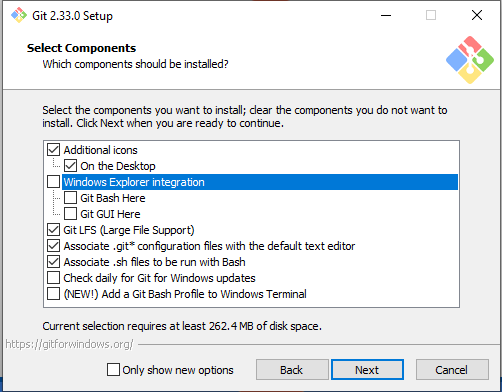 Git 2.33.0 Setup
Select Components
Which components should be installed?
Select the components you want to install; clear the components you do not want to
install. Click Next when you are ready to continue.
Additional icons
On the Desktop
Windows Explorer integration
Git Bash Here
Git GUI Here
Git LFS (Large File Support)
Associate .git* configuration files with the default text editor
Associate .sh files to be run with Bash
Check daily for Git for Windows updates
(NEW!) Add a Git Bash Profile to Windows Terminal
Current selection requires at least 262.4 MB of disk space.
https://gitforwindows.org/
Only show new options
Back
Next
Cancel